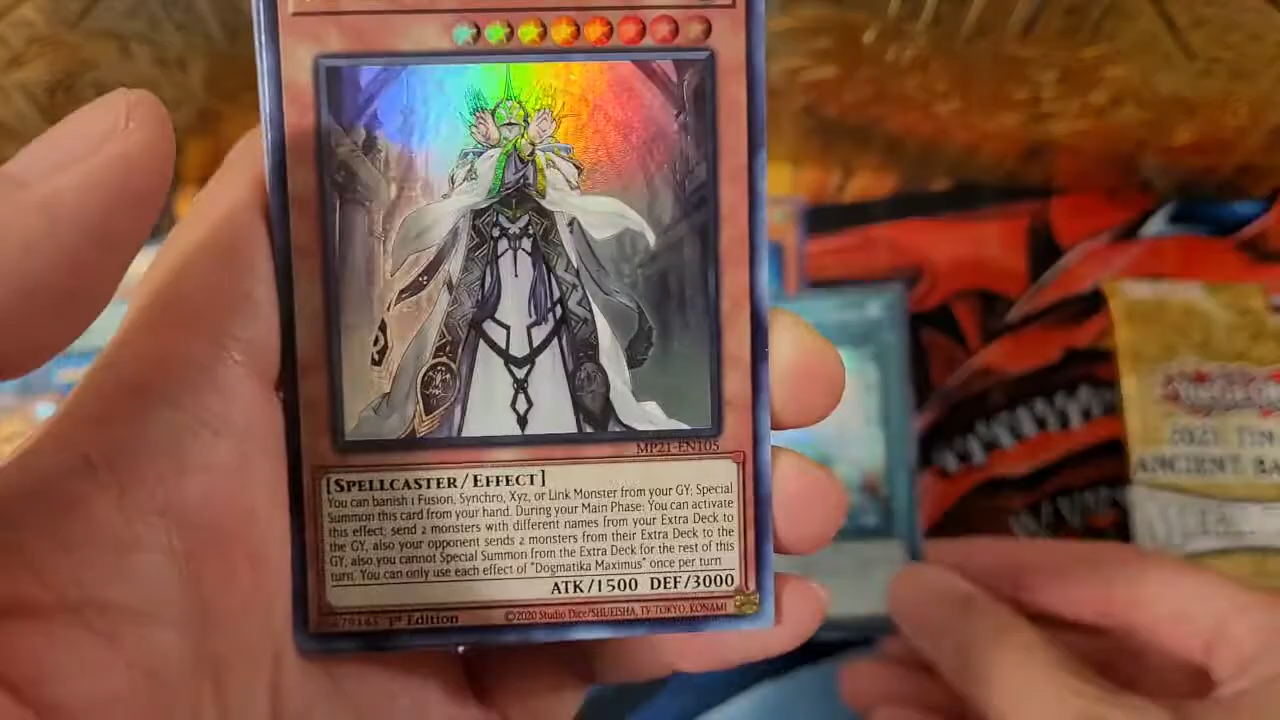 MP21-EN105
[SPELLCASTER/EFFECT]
You can banish 1 Fusion, Synchro, Xyz, or Link Monster from your GY; Special
Summon this card from your hand. During your Main Phase: You can activate
this effect; send 2 monsters with different names from your Extra Deck to
the GY, also your opponent sends 2 monsters from their Extra Deck to the
GY, also you cannot Special Summon from the Extra Deck for the rest of this
turn. You can only use each effect of "Dogmatika Maximus" once per turn
ATK/1500 DEF/3000
1st Edition
©2020 Studio Dice/SHUEISHA, TV TOKYO, KONAMI
2021 TIN
ANCIENT BA